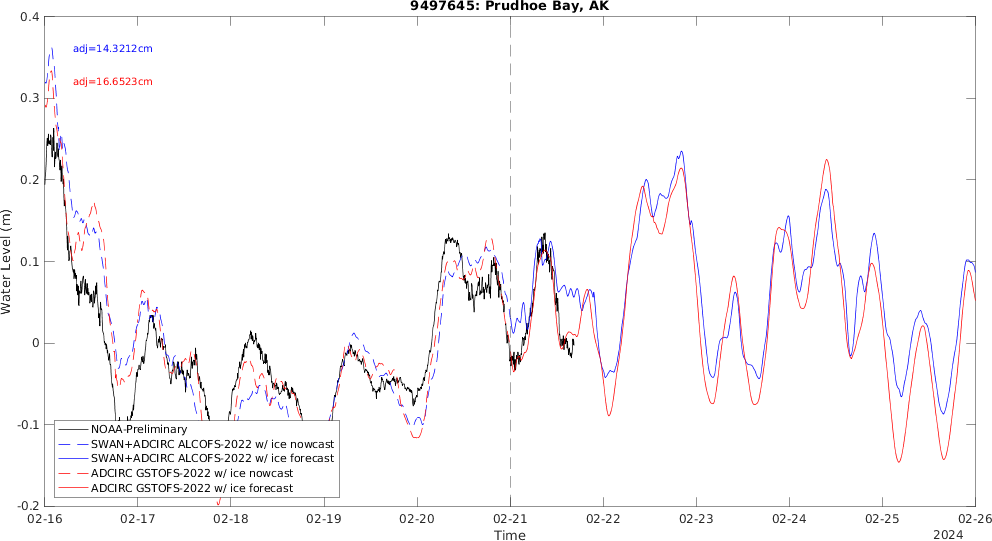 9497645: Prudhoe Bay, AK
adj=14.3212cm
adj=16.6523cm
Water Level (m)
0.4
0.3
0.2
0.1
0
-0.1
-0.2
NOAA-Preliminary
SWAN+ADCIRC ALCOFS-2022 w/ ice nowcast
SWAN+ADCIRC ALCOFS-2022 w/ ice forecast
ADCIRC GSTOFS-2022 w/ ice nowcast
ADCIRC GSTOFS-2022 w/ ice forecast
02-16 02-17 02-18 02-19 02-20 02-21 02-22 02-23 02-24 02-25 02-26
Time
2024